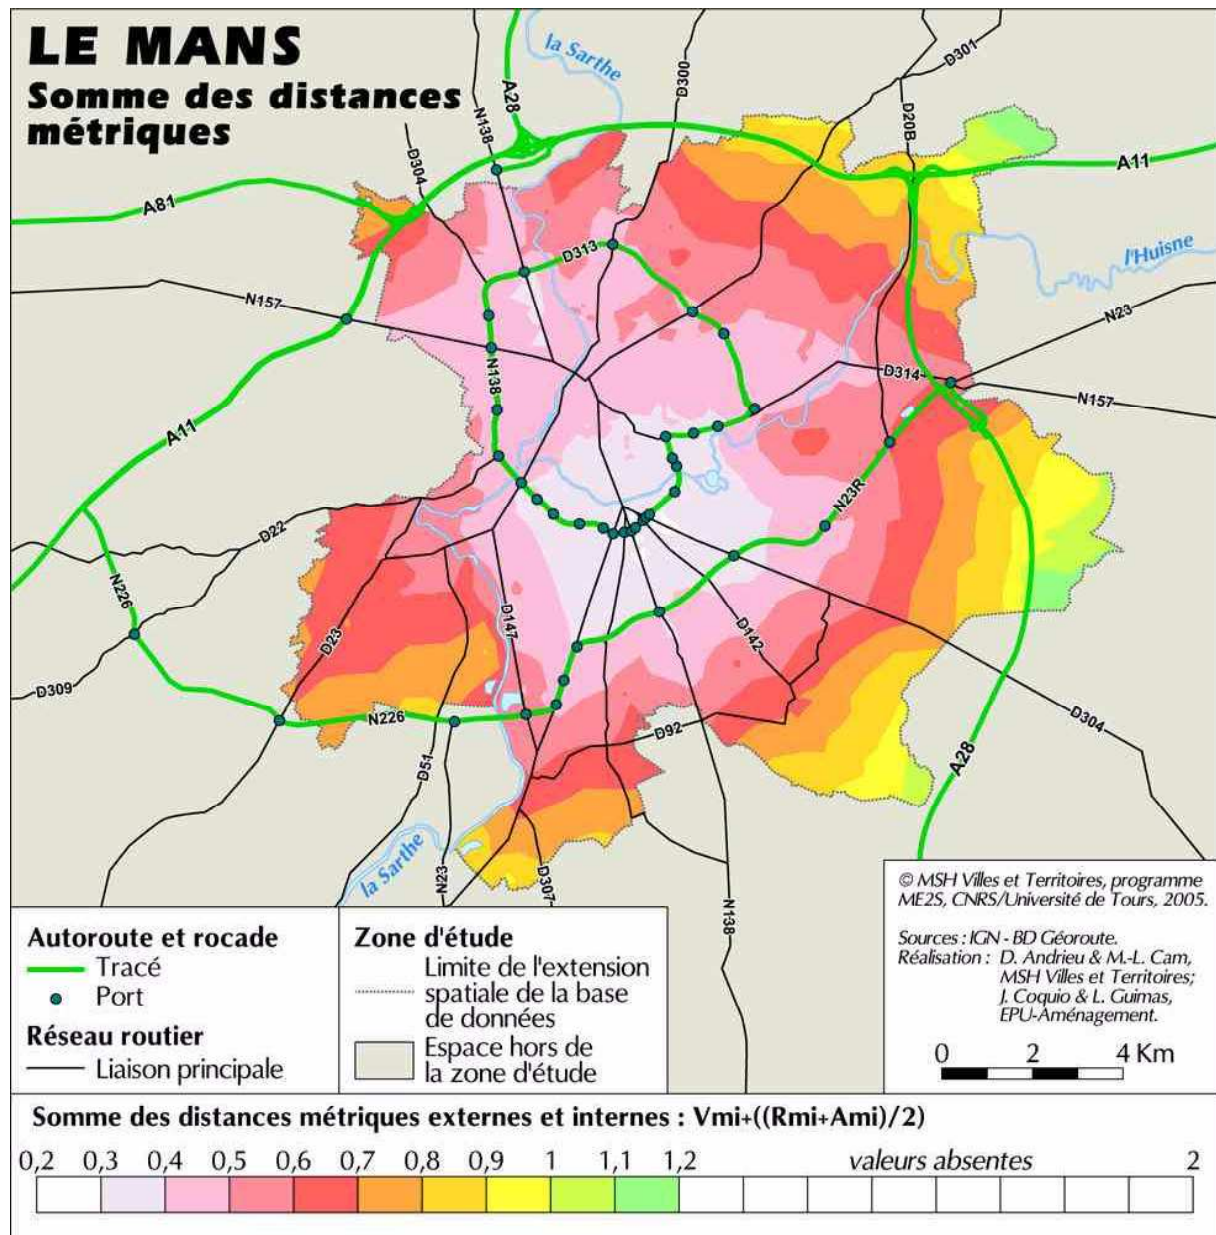 LE MANS
Somme des distances
métriques
la Sarthe
A28
N138
D304
D300
D301
D20B
A11
A81
l'Huisne
D313
N157
N23
N138
D314
N157
A11
N23R
D22
N226
D147
D142
D23
D309
N226
D92
D304
D51
A28
la Sarthe
N23
D307
N138
© MSH Villes et Territoires, programme
ME2S, CNRS/Université de Tours, 2005.
Sources : IGN - BD Géoroute.
Réalisation : D. Andrieu & M.-L. Cam,
MSH Villes et Territoires;
J. Coquio & L. Guimas,
EPU-Aménagement.
0 2 4 Km
Autoroute et rocade
Tracé
Port
Réseau routier
Liaison principale
Zone d'étude
Limite de l'extension
spatiale de la base
de données
Espace hors de
la zone d'étude
Somme des distances métriques externes et internes : Vmi+((Rmi+Ami)/2)
0,2 0,3 0,4 0,5 0,6 0,7 0,8 0,9 1 1,1 1,2 valeurs absentes 2